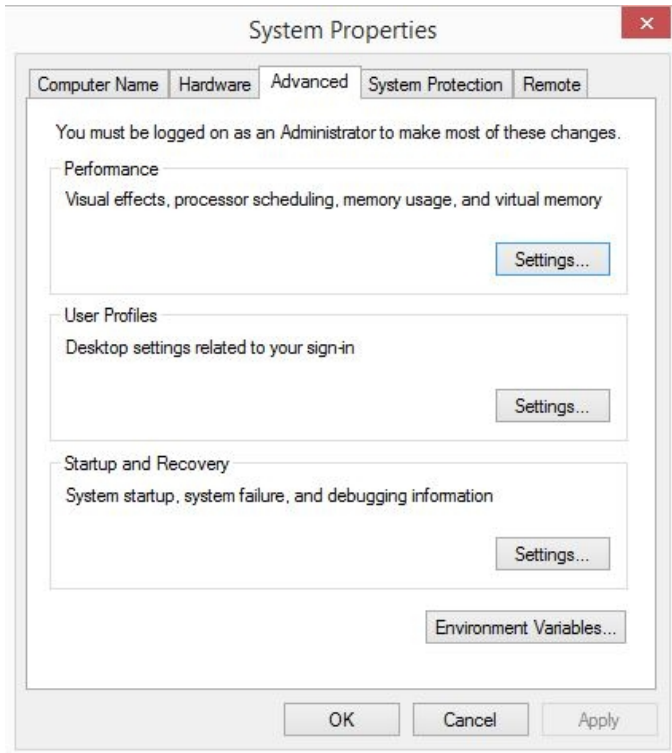 System Properties
Computer Name Hardware Advanced System Protection Remote
You must be logged on as an Administrator to make most of these changes.
Performance
Visual effects, processor scheduling, memory usage, and virtual memory
Settings...
User Profiles
Desktop settings related to your sign-in
Settings...
Startup and Recovery
System startup, system failure, and debugging information
Settings...
Environment Variables...
OK Cancel Apply